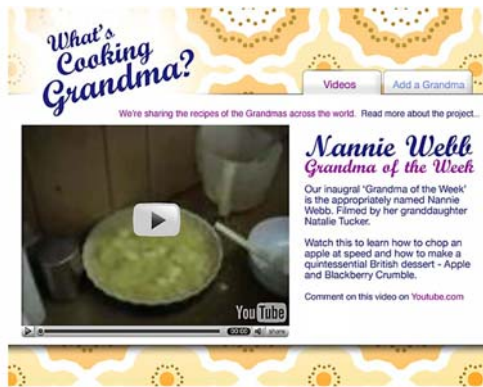 What's
Cooking
Grandma?
Videos
Add a Grandma
We're sharing the recipes of the Grandmas across the world. Read more about the project...
Nannie Webb
Grandma of the Week
Our inaugral 'Grandma of the Week'
is the appropriately named Nannie
Webb. Filmed by her granddaughter
Natalie Tucker.
Watch this to learn how to chop an
apple at speed and how to make a
quintessential British dessert - Apple
and Blackberry Crumble.
Comment on this video on Youtube.com
YouTube
00:00
share